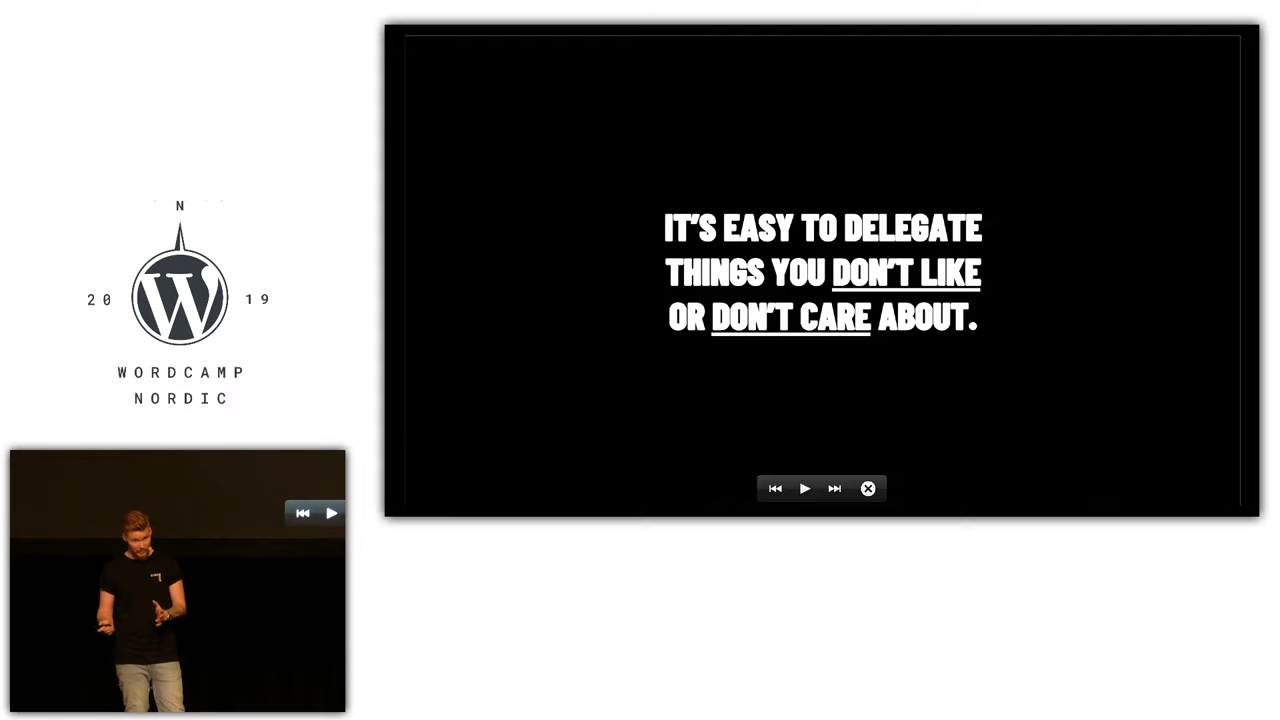 N
20 19
WORDCAMP
NORDIC
IT'S EASY TO DELEGATE
THINGS YOU DON'T LIKE
OR DON'T CARE ABOUT.